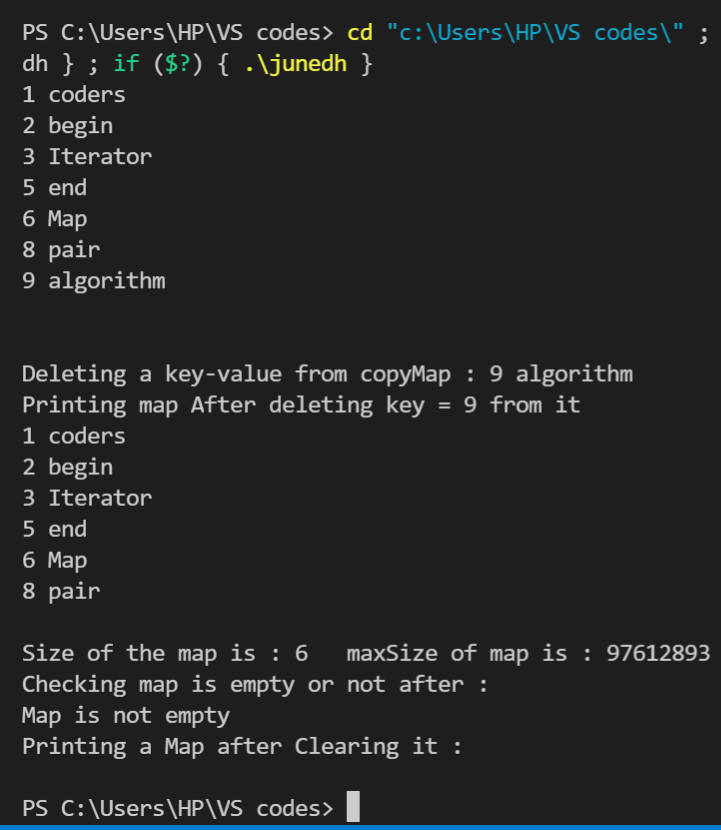 PS C:\Users\HP\VS codes> cd "c:\Users\HP\VS codes\" ;
dh } ; if ($?) { .\junedh }
1 coders
2 begin
3 Iterator
5 end
6 Map
8 pair
9 algorithm
Deleting a key-value from copyMap : 9 algorithm
Printing map After deleting key = 9 from it
1 coders
2 begin
3 Iterator
5 end
6 Map
8 pair
Size of the map is : 6   maxSize of map is : 97612893
Checking map is empty or not after :
Map is not empty
Printing a Map after Clearing it :
PS C:\Users\HP\VS codes>